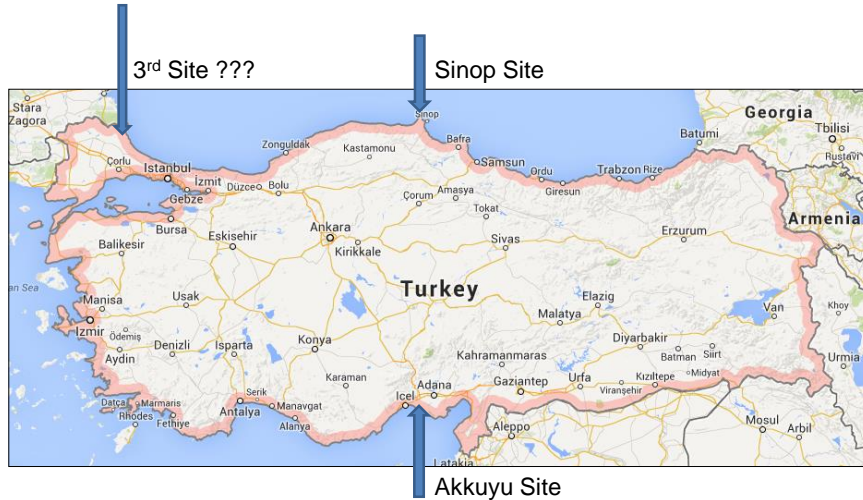 3rd Site ???
Sinop Site
Stara
Zagora
Georgia
Sinop
Batumi
Tbilisi
Zonguldak
Kastamonu
Bafra
Rustavi
Çorlu
Istanbul
Samsun
Ordu
Trabzon
Rize
İzmit
Düzce
Bolu
Giresun
Gebze
Çorum
Amasya
Armenia
Bursa
Tokat
Ankara
Erzurum
Balikesir
Eskisehir
Kirikkale
Sivas
an Sea
Turkey
Manisa
Usak
Elazig
Van
Khoy
Izmir
Malatya
Ödemiş
Konya
Diyarbakir
Aydin
Denizli
Isparta
Kahramanmaras
Batman
Siirt
Urmia
Karaman
Midyat
Datça
Marmaris
Serik
Icel
Adana
Gaziantep
Urfa
Viranşehir
Kızıltepe
Rhodes
Fethiye
Antalya
Manavgat
Alanya
Aleppo
Mosul
Arbil
Latakia
Akkuyu Site